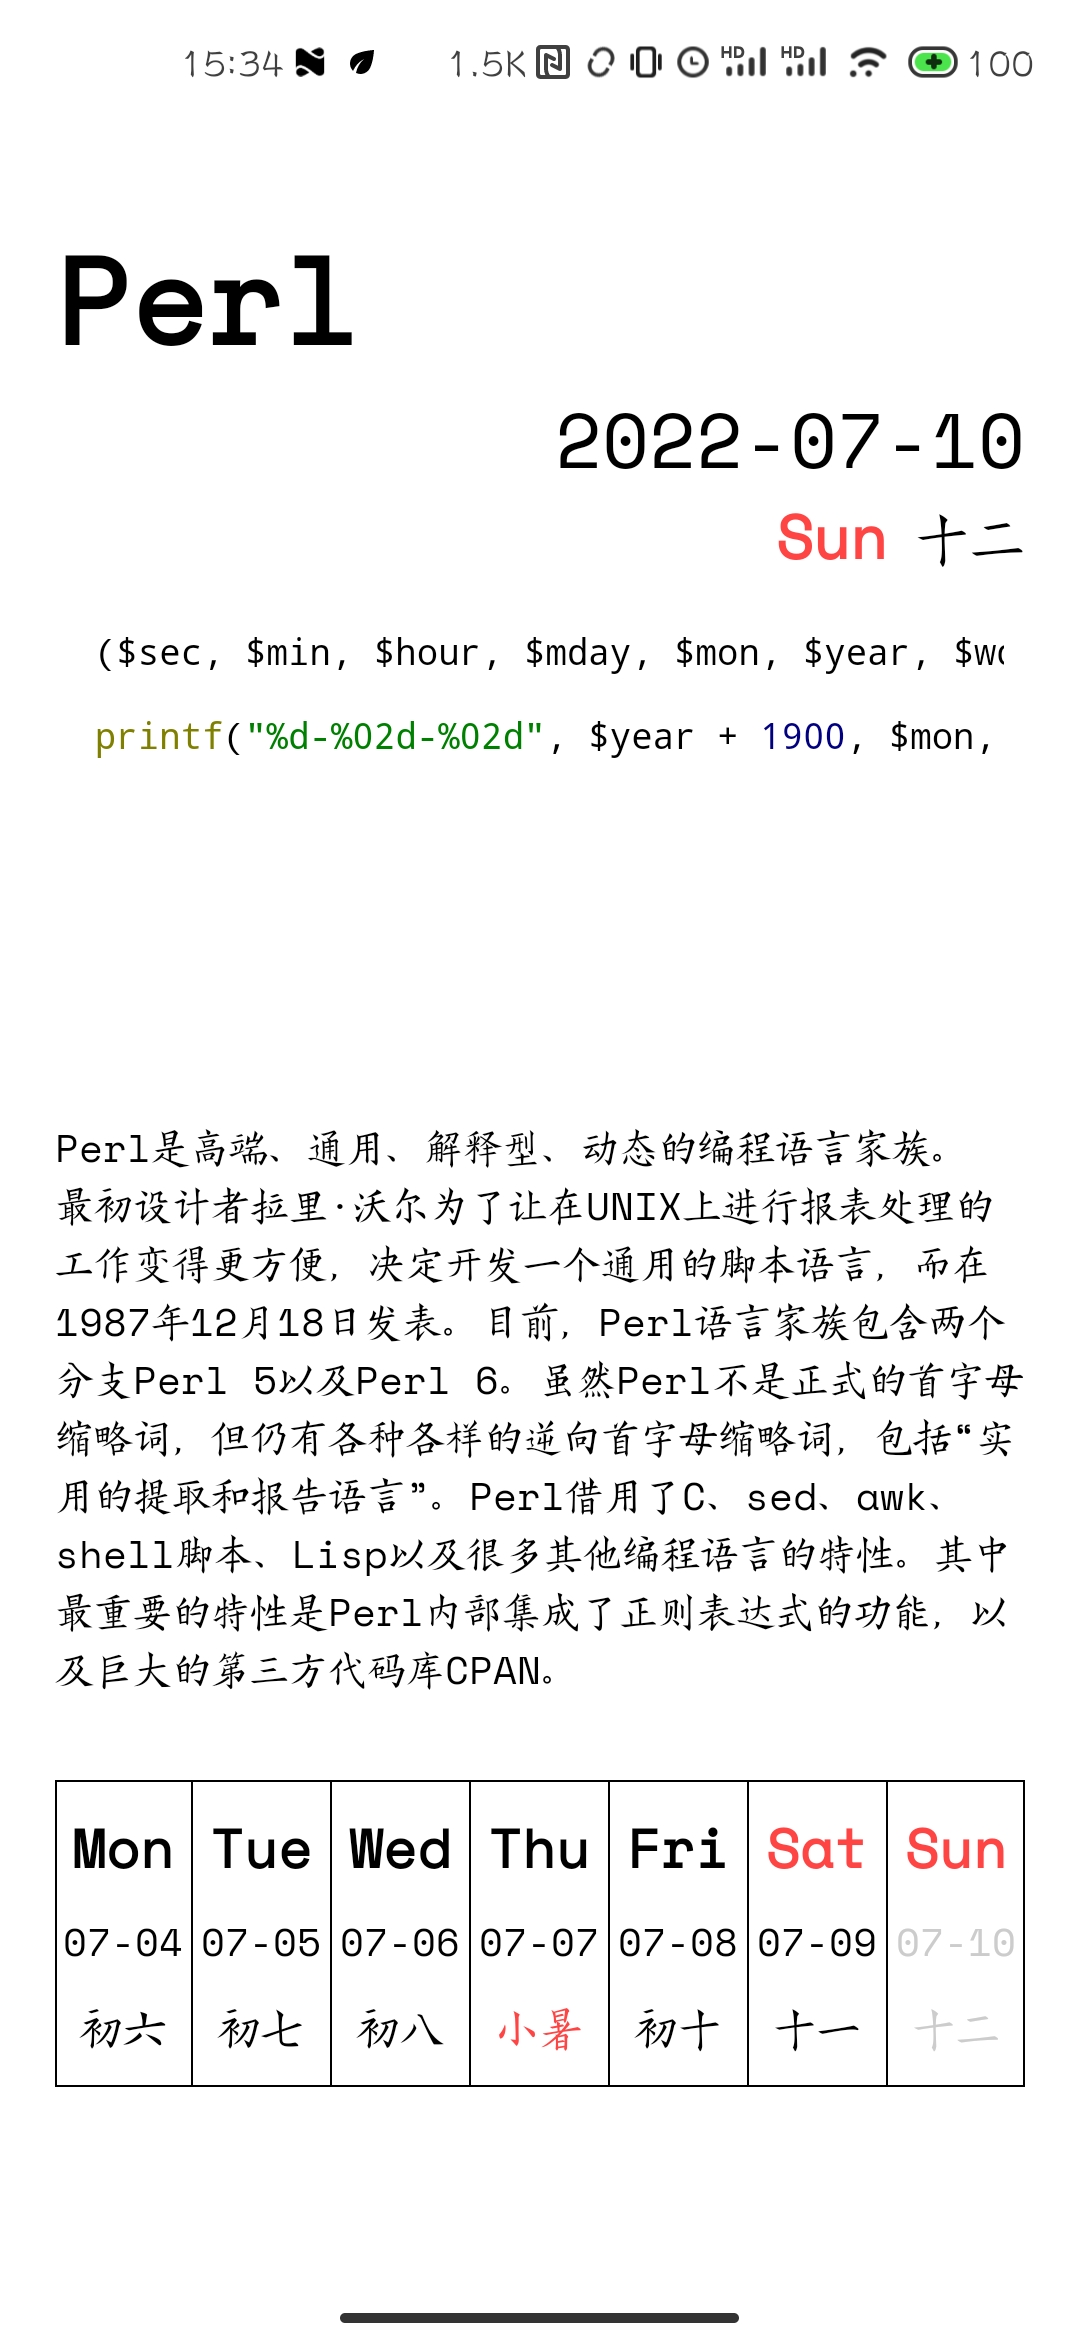 15:34 1.5K HD HD 100
Perl
2022-07-10
Sun 十二
($sec, $min, $hour, $mday, $mon, $year, $wd
printf("%d-%02d-%02d", $year + 1900, $mon,
Perl是高端、通用、解释型、动态的编程语言家族。
最初设计者拉里·沃尔为了让在UNIX上进行报表处理的
工作变得更方便，决定开发一个通用的脚本语言，而在
1987年12月18日发表。目前，Perl语言家族包含两个
分支Perl 5以及Perl 6。虽然Perl不是正式的首字母
缩略词，但仍有各种各样的逆向首字母缩略词，包括“实
用的提取和报告语言”。Perl借用了C、sed、awk、
shell脚本、Lisp以及很多其他编程语言的特性。其中
最重要的特性是Perl内部集成了正则表达式的功能，以
及巨大的第三方代码库CPAN。
Mon Tue Wed Thu Fri Sat Sun
07-04 07-05 07-06 07-07 07-08 07-09 07-10
初六 初七 初八 小暑 初十 十一 十二